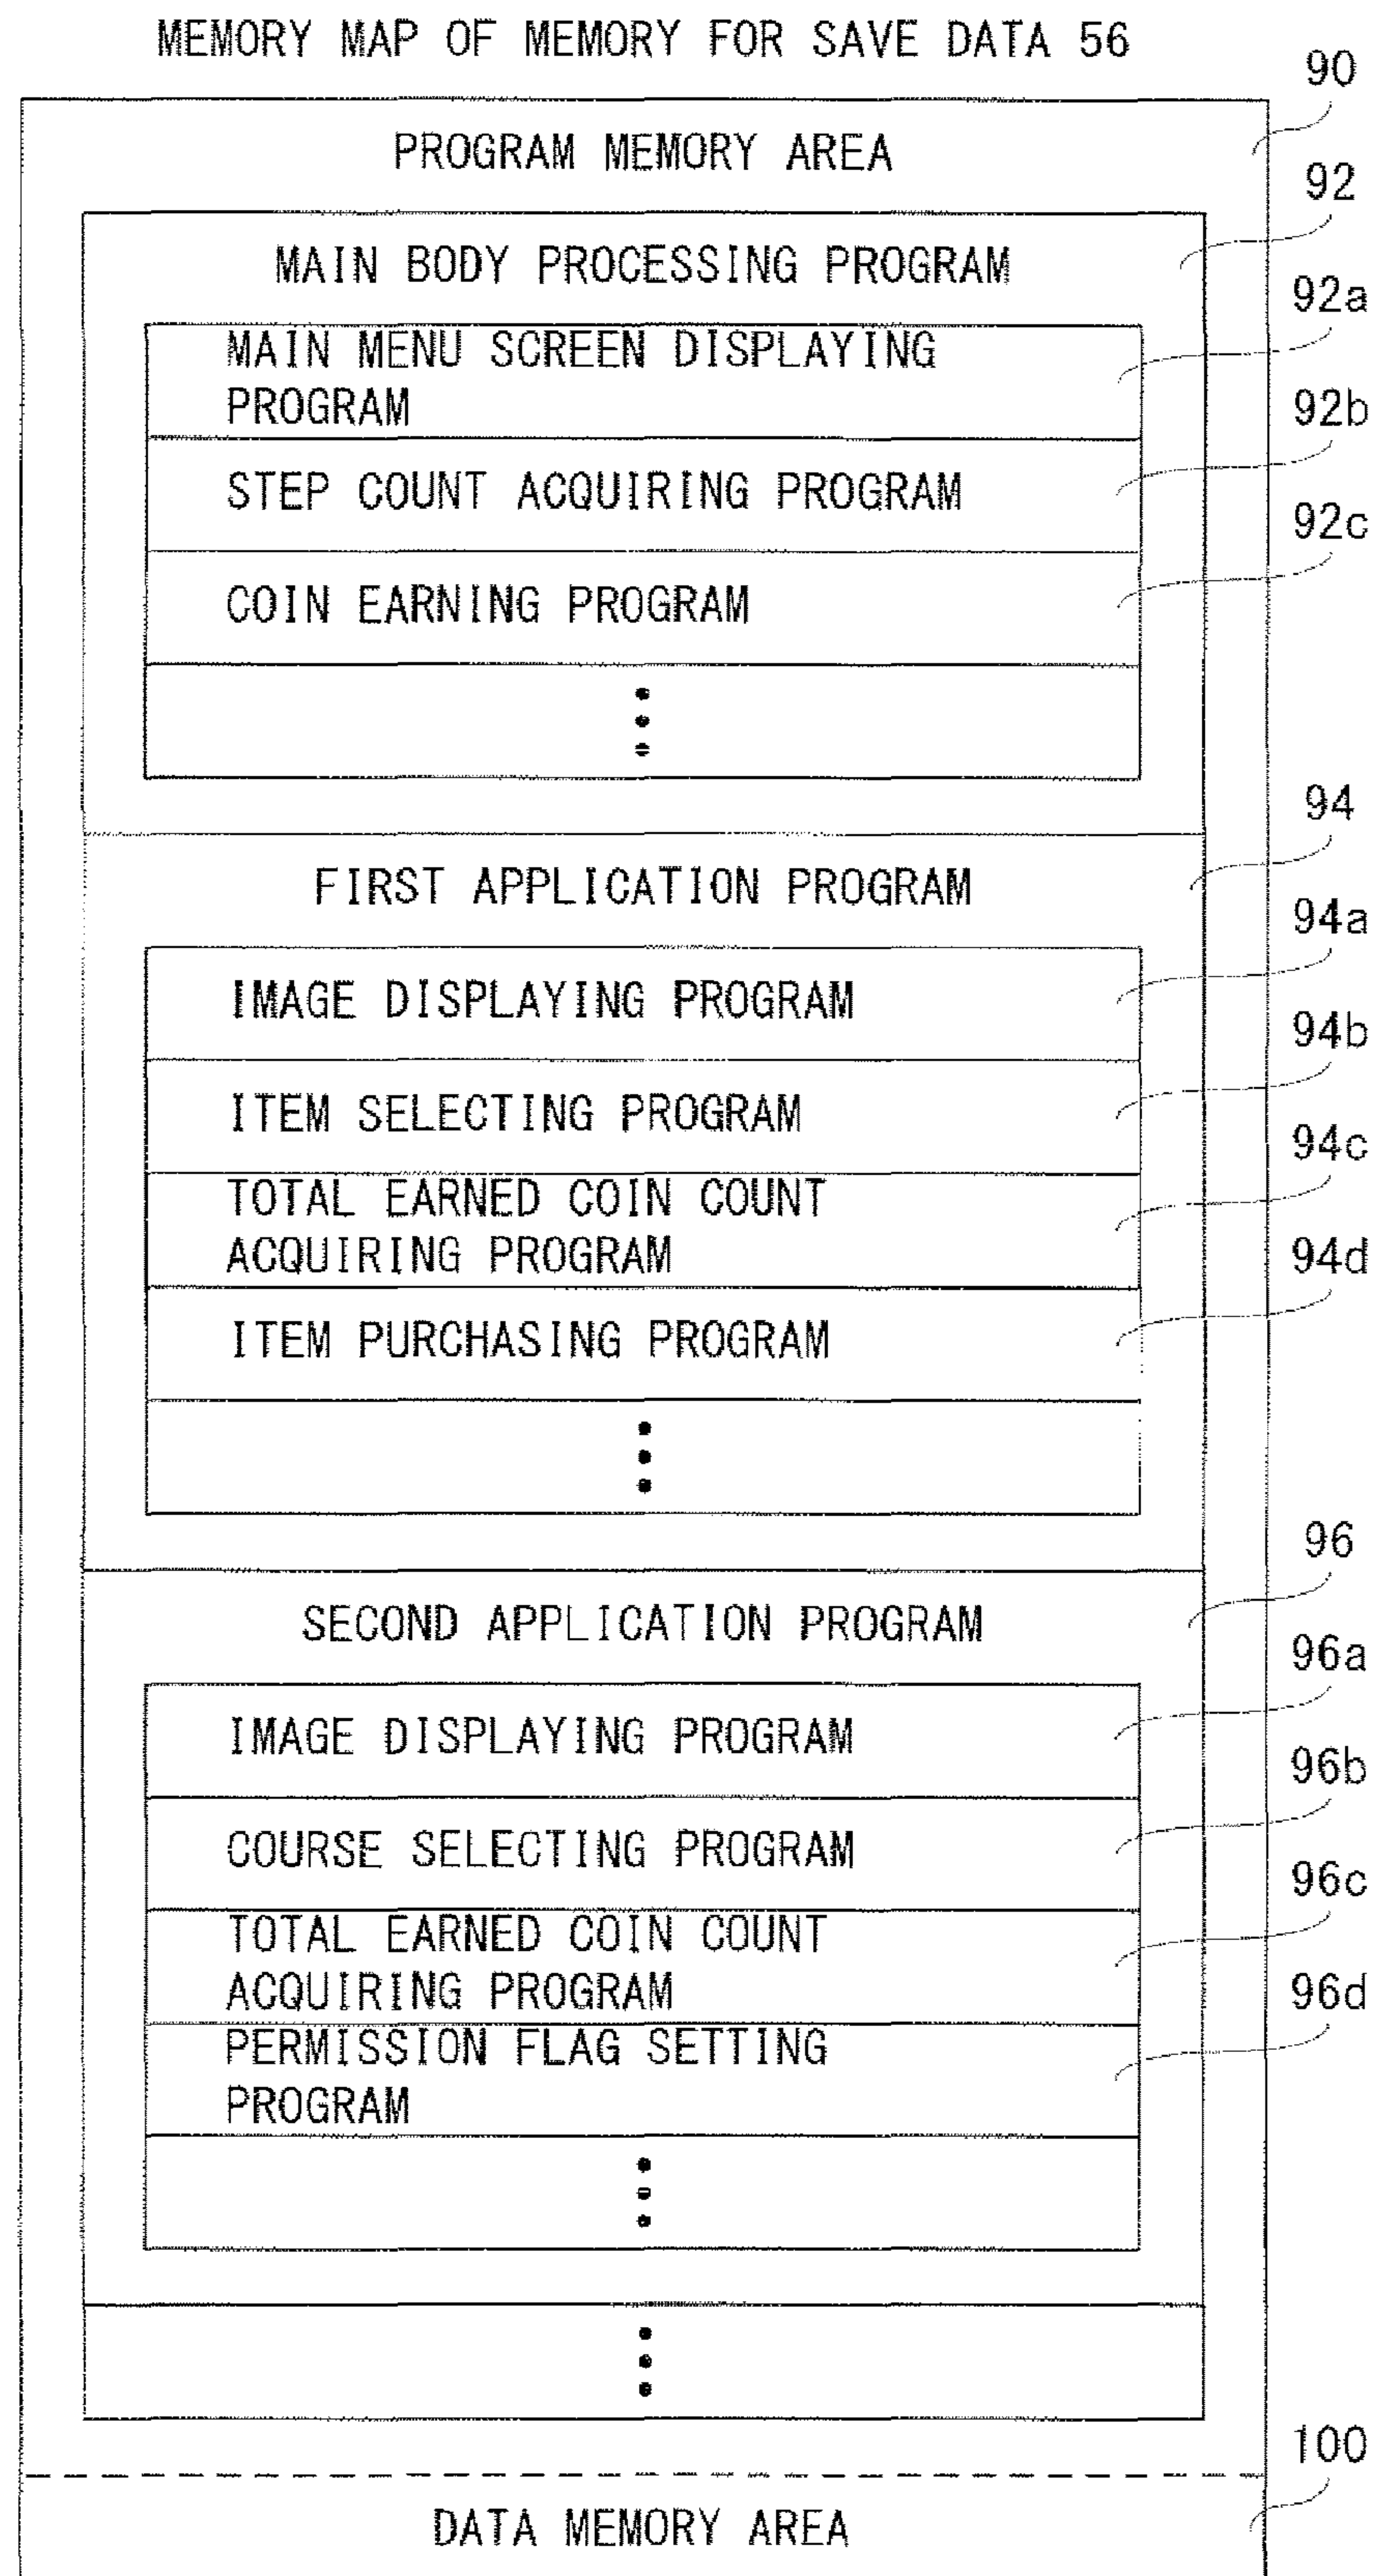 MEMORY MAP OF MEMORY FOR SAVE DATA 56
90
PROGRAM MEMORY AREA
92
MAIN BODY PROCESSING PROGRAM
92a
MAIN MENU SCREEN DISPLAYING
PROGRAM
92b
STEP COUNT ACQUIRING PROGRAM
92c
COIN EARNING PROGRAM
94
FIRST APPLICATION PROGRAM
94a
IMAGE DISPLAYING PROGRAM
94b
ITEM SELECTING PROGRAM
94c
TOTAL EARNED COIN COUNT
ACQUIRING PROGRAM
94d
ITEM PURCHASING PROGRAM
96
SECOND APPLICATION PROGRAM
96a
IMAGE DISPLAYING PROGRAM
96b
COURSE SELECTING PROGRAM
96c
TOTAL EARNED COIN COUNT
ACQUIRING PROGRAM
96d
PERMISSION FLAG SETTING
PROGRAM
100
DATA MEMORY AREA